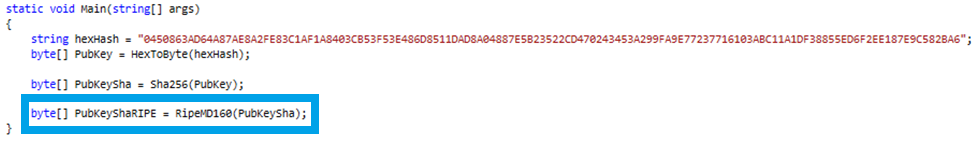 static void Main(string[] args)
{
string hexHash = "0450863AD64A87AE8A2FE83C1AF1A8403CB53F53E486D8511DAD8A04887E5B23522CD470243453A299FA9E77237716103ABC11A1DF38855ED6F2EE187E9C582BA6";
byte[] PubKey = HexToByte(hexHash);
byte[] PubKeySha = Sha256(PubKey);
byte[] PubKeyShaRIPE = RipeMD160(PubKeySha);
}